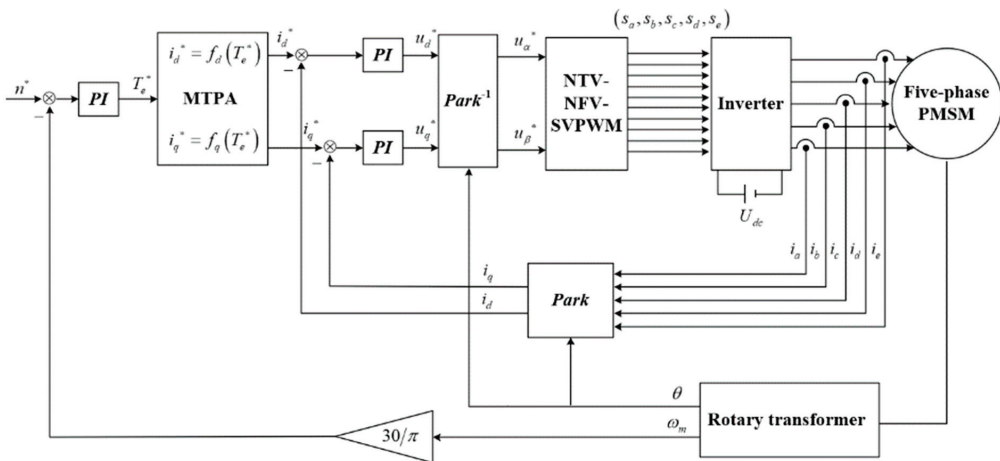 (s_a, s_b, s_c, s_d, s_e)
n*
−
PI
T_e*
i_d* = f_d(T_e*)
MTPA
i_q* = f_q(T_e*)
i_d*
−
i_q*
−
PI
u_d*
PI
u_q*
Park⁻¹
u_α*
u_β*
NTV-
NFV-
SVPWM
Inverter
U_dc
Five-phase
PMSM
i_a i_b i_c i_d i_e
i_q
i_d
Park
θ
ω_m
Rotary transformer
30/π